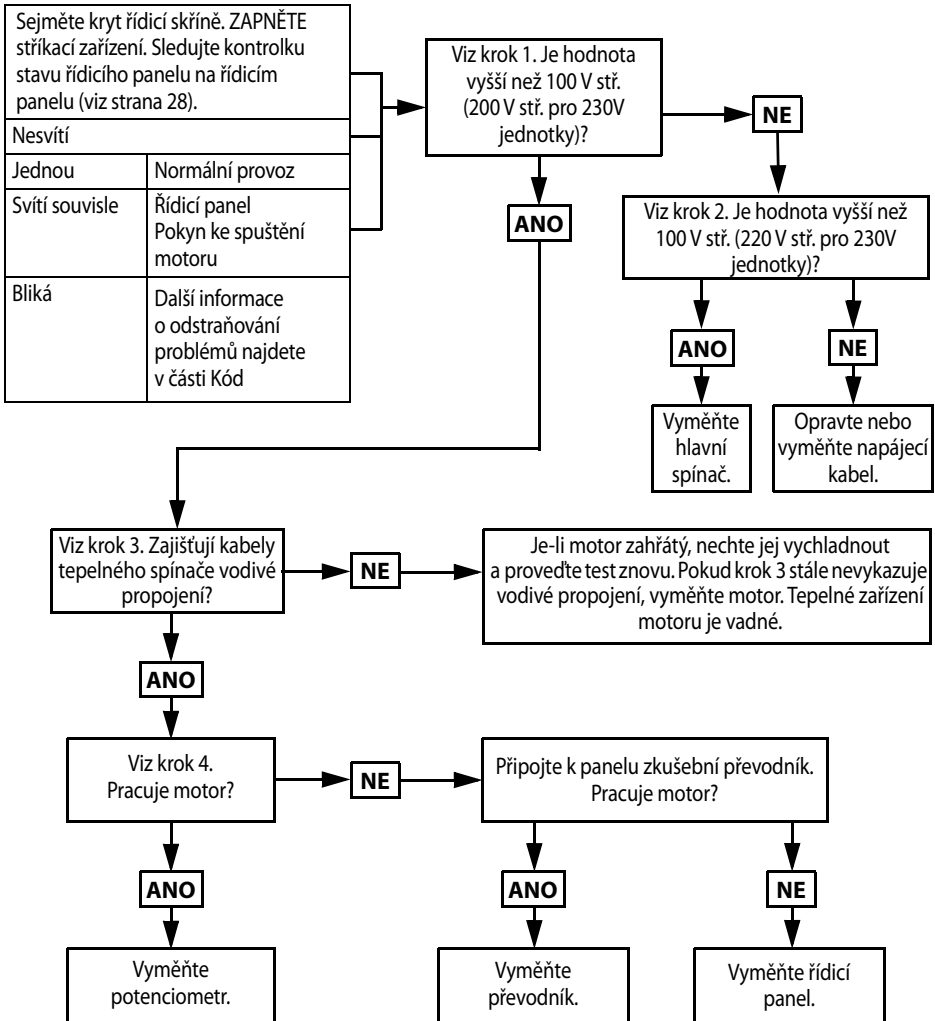 Sejměte kryt řídicí skříně. ZAPNĚTE
stříkací zařízení. Sledujte kontrolku
stavu řídicího panelu na řídicím
panelu (viz strana 28).
Nesvítí
Jednou
Normální provoz
Svítí souvisle
Řídicí panel
Pokyn ke spuštění
motoru
Bliká
Další informace
o odstraňování
problémů najdete
v části Kód
Viz krok 1. Je hodnota
vyšší než 100 V stř.
(200 V stř. pro 230V
jednotky)?
NE
ANO
Viz krok 2. Je hodnota vyšší než
100 V stř. (220 V stř. pro 230V
jednotky)?
ANO
NE
Vyměňte
hlavní
spínač.
Opravte nebo
vyměňte napájecí
kabel.
Viz krok 3. Zajišťují kabely
tepelného spínače vodivé
propojení?
NE
Je-li motor zahřátý, nechte jej vychladnout
a proveďte test znovu. Pokud krok 3 stále nevykazuje
vodivé propojení, vyměňte motor. Tepelné zařízení
motoru je vadné.
ANO
Viz krok 4.
Pracuje motor?
NE
Připojte k panelu zkušební převodník.
Pracuje motor?
ANO
ANO
NE
Vyměňte
potenciometr.
Vyměňte
převodník.
Vyměňte řídicí
panel.